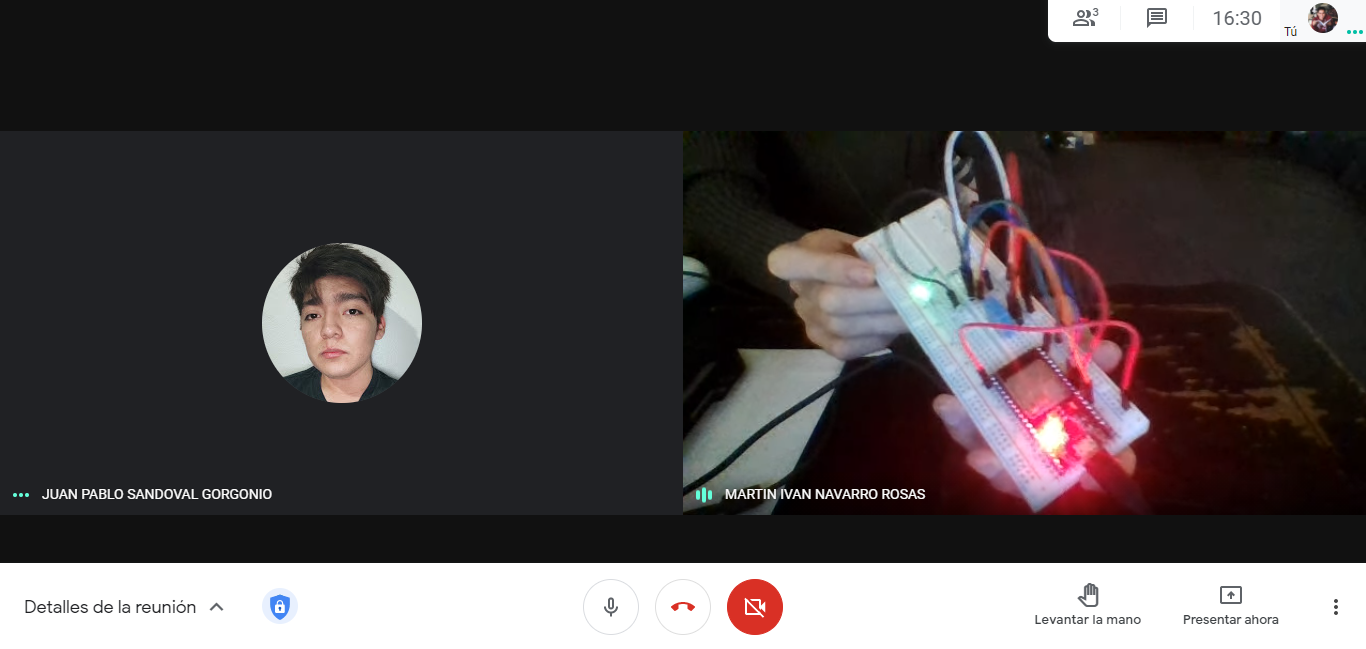 3
16:30
Tú
JUAN PABLO SANDOVAL GORGONIO
MARTIN IVAN NAVARRO ROSAS
Detalles de la reunión
Levantar la mano
Presentar ahora